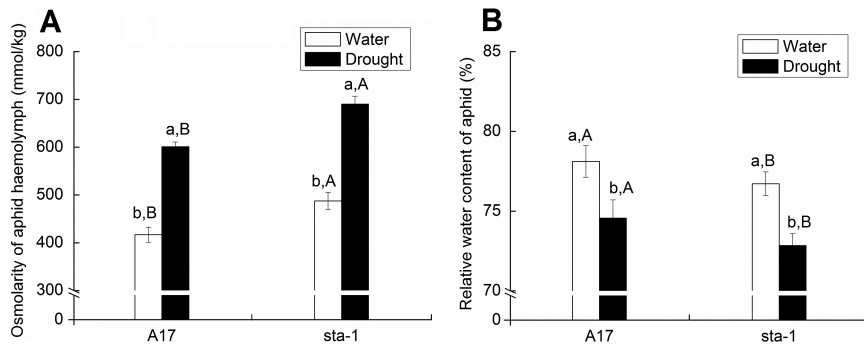 A
Osmolarity of aphid haemolymph (mmol/kg)
800
700
600
500
400
300
0
Water
Drought
b,B
a,B
b,A
a,A
A17
sta-1
B
Relative water content of aphid (%)
85
80
75
70
0
Water
Drought
a,A
b,A
a,B
b,B
A17
sta-1